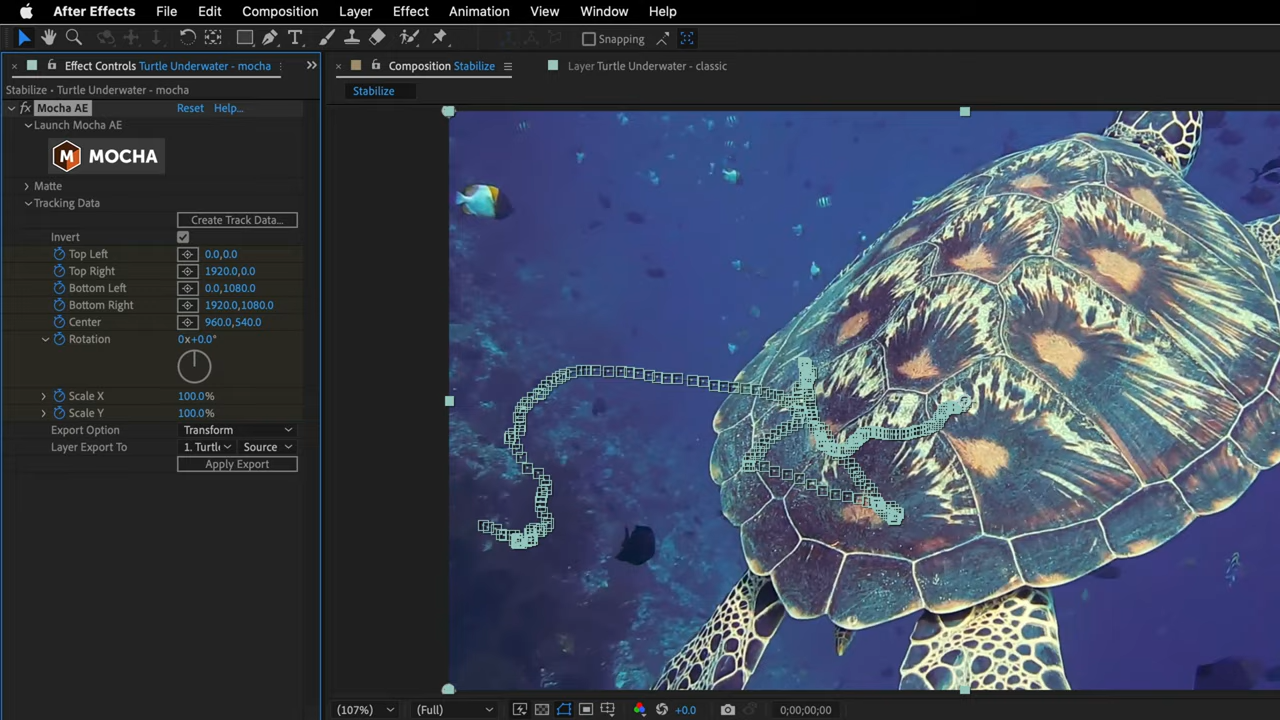 After Effects File Edit Composition Layer Effect Animation View Window Help
T Snapping
× Effect Controls Turtle Underwater - mocha »
Stabilize • Turtle Underwater - mocha
fx Mocha AE Reset Help...
Launch Mocha AE
M MOCHA
Matte
Tracking Data
Create Track Data...
Invert
Top Left 0.0,0.0
Top Right 1920.0,0.0
Bottom Left 0.0,1080.0
Bottom Right 1920.0,1080.0
Center 960.0,540.0
Rotation 0x+0.0°
Scale X 100.0%
Scale Y 100.0%
Export Option Transform
Layer Export To 1. Turtl Source
Apply Export
× Composition Stabilize Layer Turtle Underwater - classic
Stabilize
(107%) (Full) +0.0 0;00;00;00